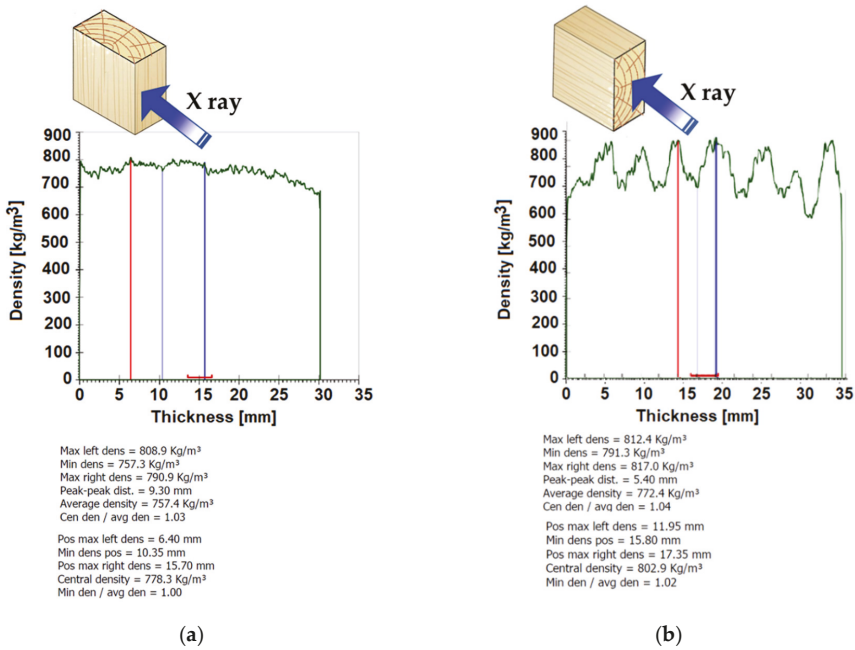 X ray
900
800
700
600
500
400
300
200
100
0
Density [kg/m3]
0 5 10 15 20 25 30 35
Thickness [mm]
Max left dens = 808.9 Kg/m³
Min dens = 757.3 Kg/m³
Max right dens = 790.9 Kg/m³
Peak-peak dist. = 9.30 mm
Average density = 757.4 Kg/m³
Cen den / avg den = 1.03
Pos max left dens = 6.40 mm
Min dens pos = 10.35 mm
Pos max right dens = 15.70 mm
Central density = 778.3 Kg/m³
Min den / avg den = 1.00
(a)
X ray
900
800
700
600
500
400
300
200
100
0
Density [kg/m³]
0 5 10 15 20 25 30 35
Thickness [mm]
Max left dens = 812.4 Kg/m³
Min dens = 791.3 Kg/m³
Max right dens = 817.0 Kg/m³
Peak-peak dist. = 5.40 mm
Average density = 772.4 Kg/m³
Cen den / avg den = 1.04
Pos max left dens = 11.95 mm
Min dens pos = 15.80 mm
Pos max right dens = 17.35 mm
Central density = 802.9 Kg/m³
Min den / avg den = 1.02
(b)